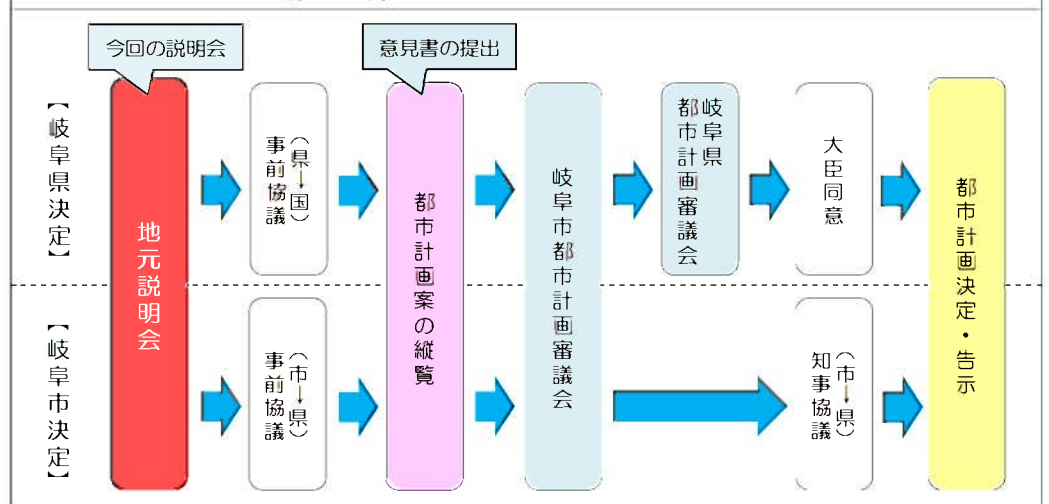 今回の説明会
意見書の提出
【岐阜県決定】
地元説明会
事前協議
(県→国)
都市計画案の縦覧
岐阜市都市計画審議会
岐阜県
都市計画審議会
大臣同意
都市計画決定・告示
【岐阜市決定】
事前協議
(市→県)
知事協議
(市→県)